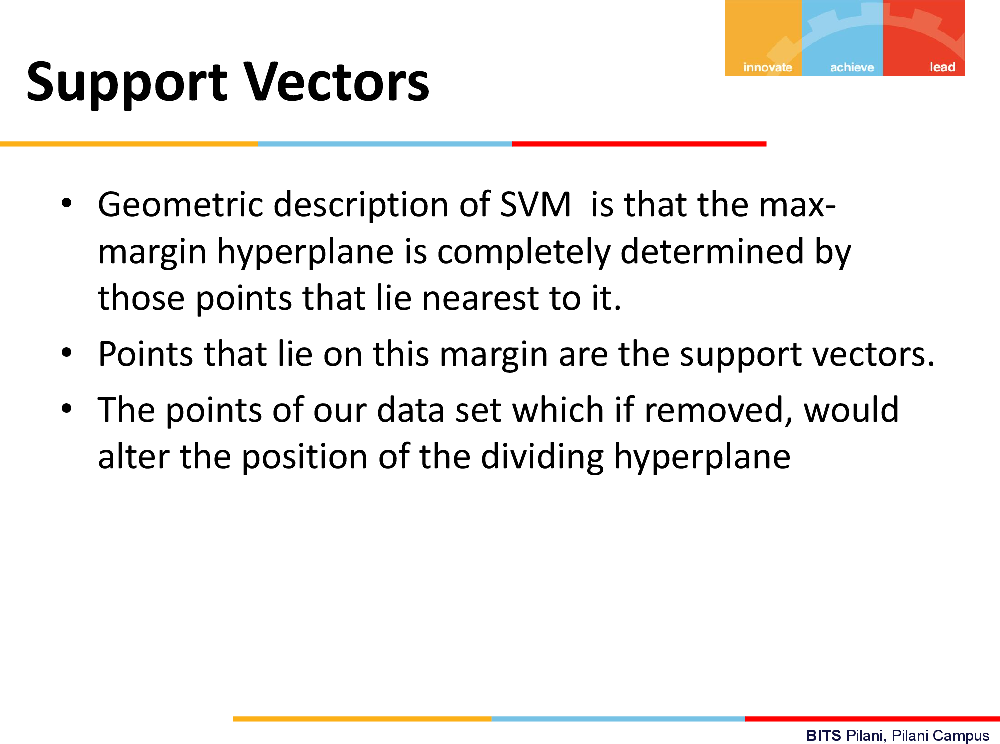 innovate achieve lead
Support Vectors
• Geometric description of SVM  is that the max-
margin hyperplane is completely determined by
those points that lie nearest to it.
• Points that lie on this margin are the support vectors.
• The points of our data set which if removed, would
alter the position of the dividing hyperplane
BITS Pilani, Pilani Campus